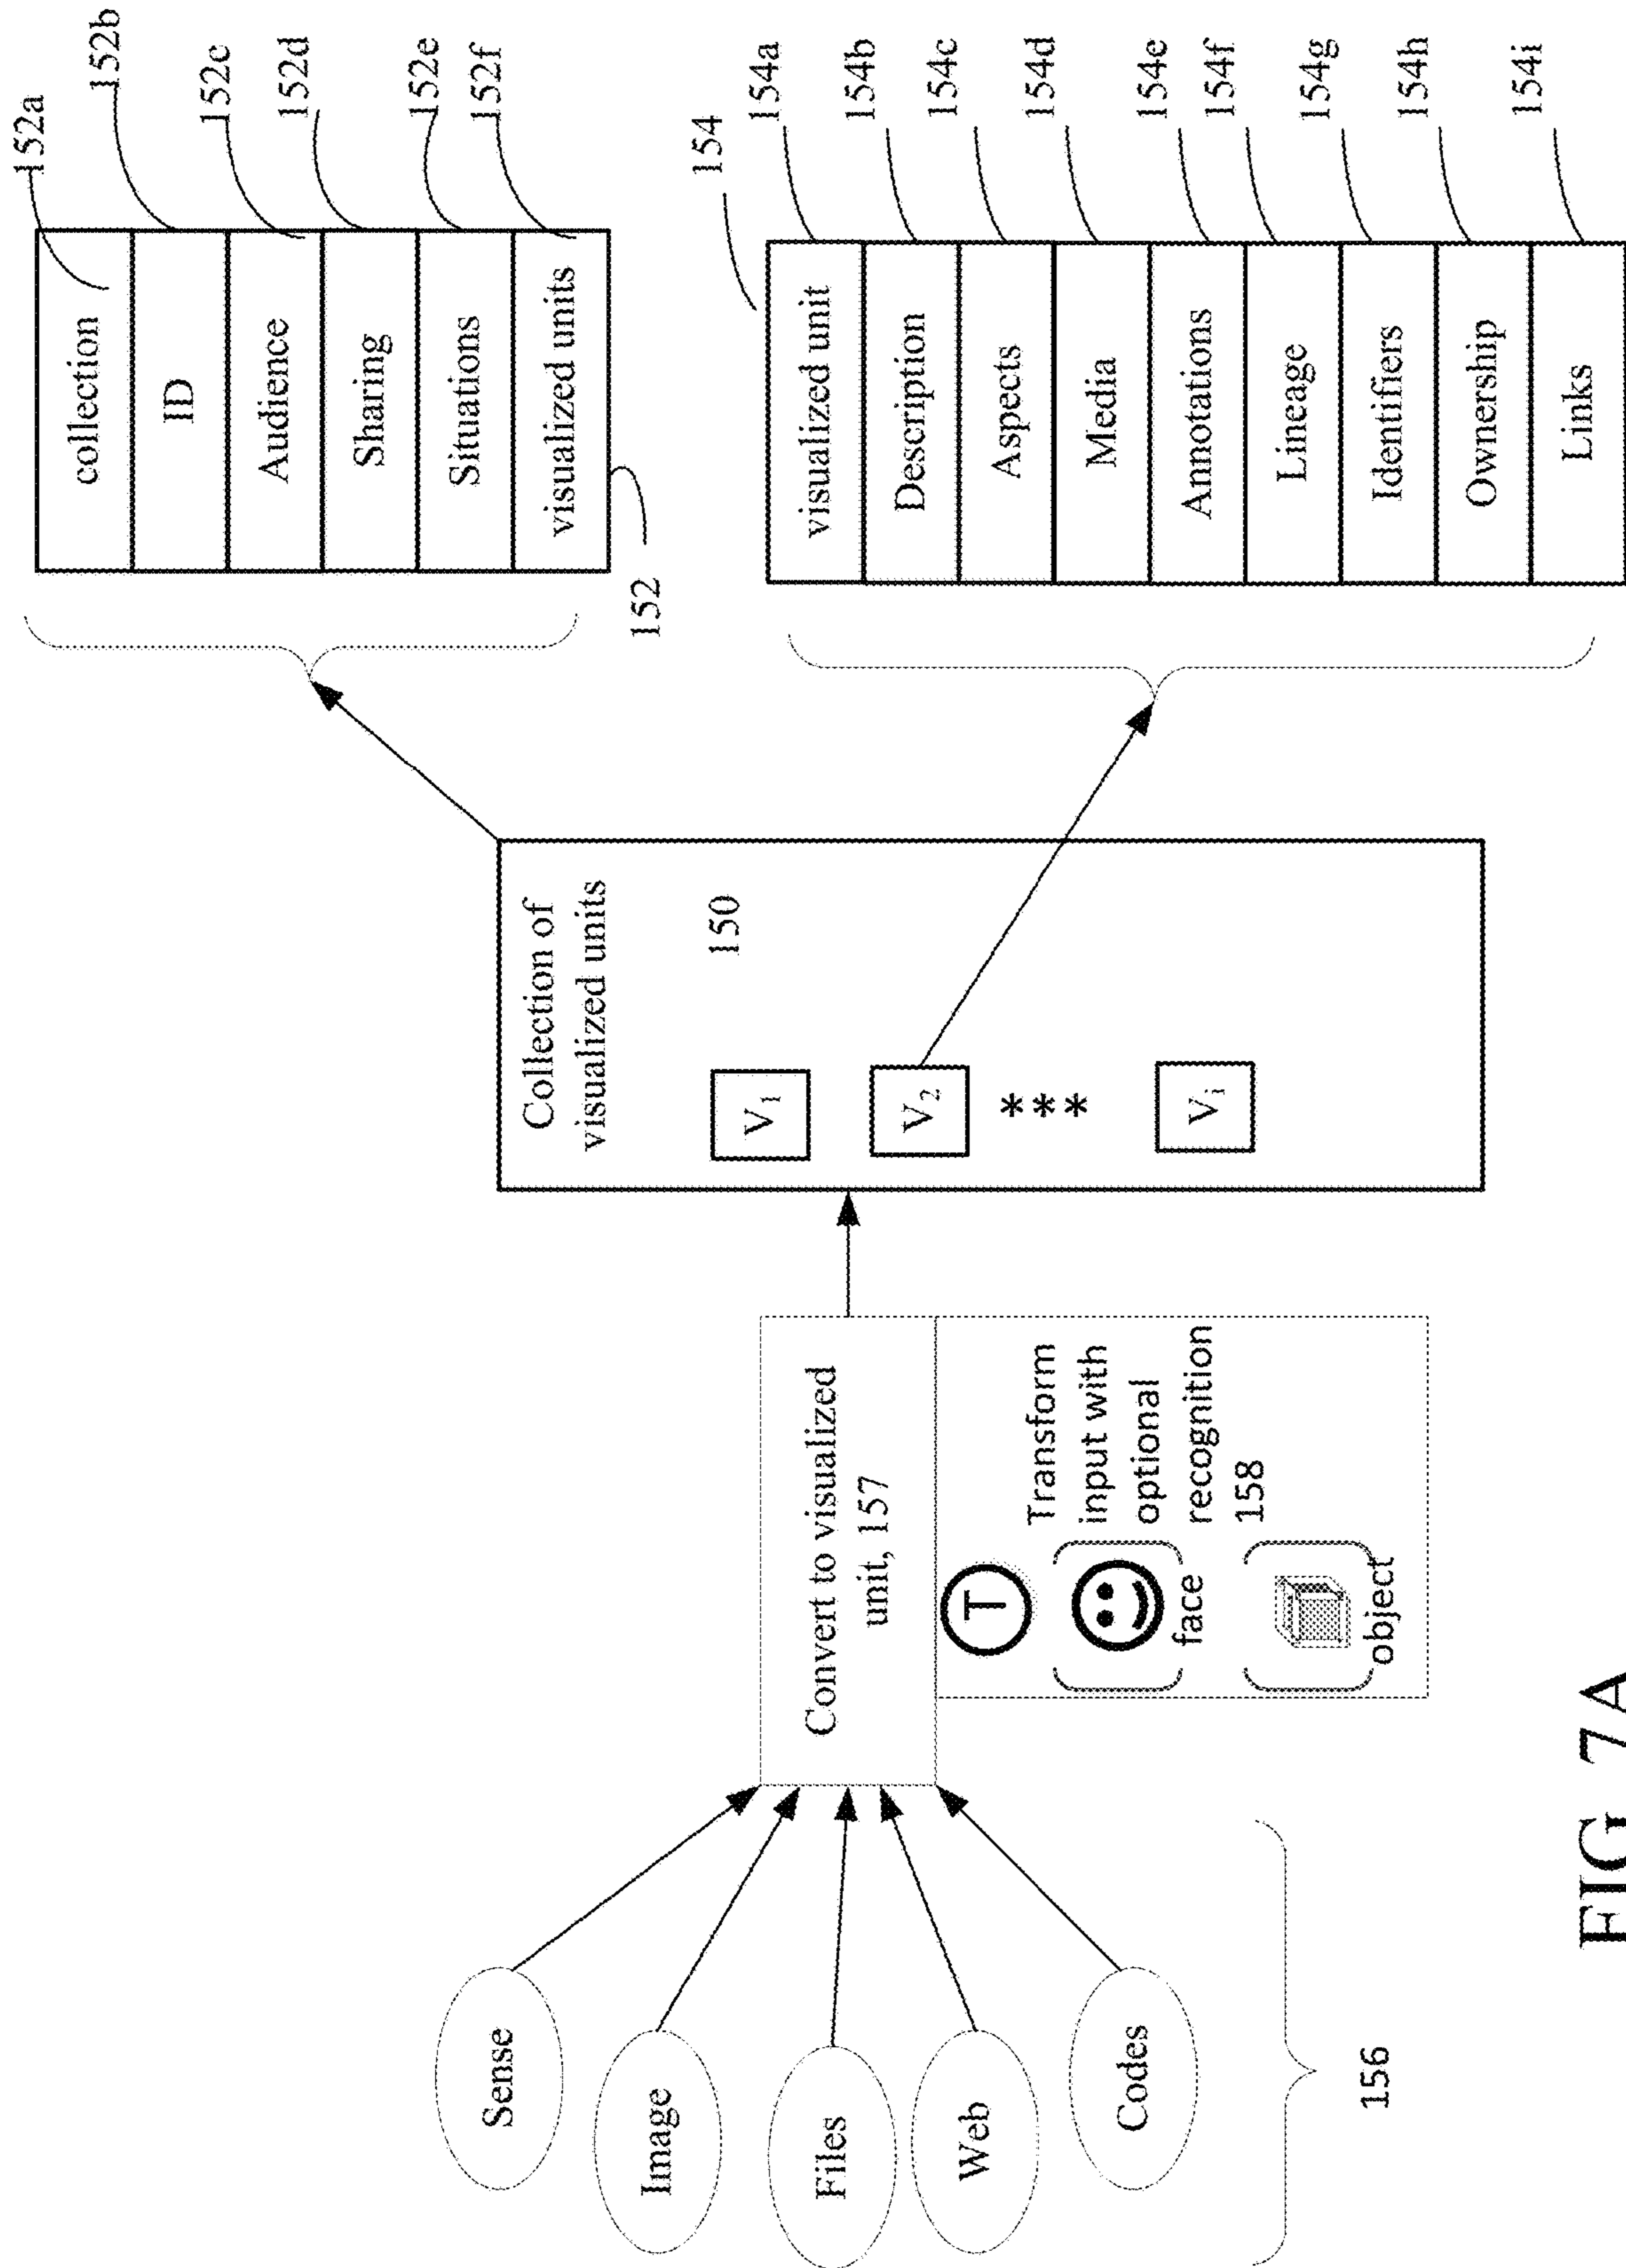 Sense
Image
Files
Web
Codes
156
Convert to visualized
unit, 157
T
face
object
Transform
input with
optional
recognition
158
Collection of
visualized units
150
V1
V2
***
Vi
collection
ID
Audience
Sharing
Situations
visualized units
152
152a
152b
152c
152d
152e
152f
154
visualized unit
Description
Aspects
Media
Annotations
Lineage
Identifiers
Ownership
Links
154a
154b
154c
154d
154e
154f
154g
154h
154i
FIG 7A